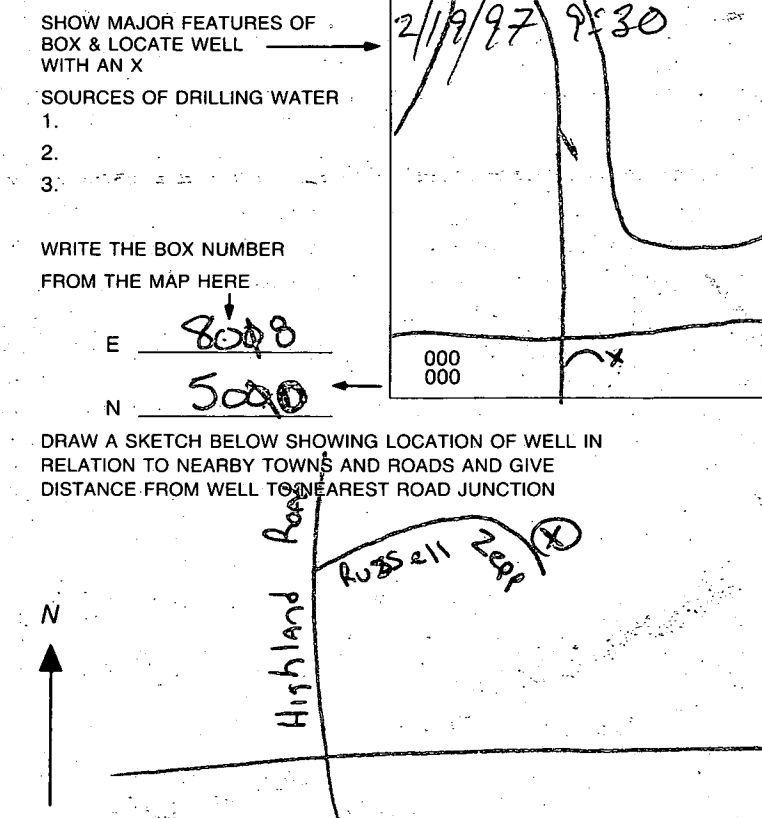 SHOW MAJOR FEATURES OF
BOX & LOCATE WELL
WITH AN X
2/19/97 9:30
SOURCES OF DRILLING WATER
1.
2.
3.
WRITE THE BOX NUMBER
FROM THE MAP HERE
E 8008
N 5000
000
000
X
DRAW A SKETCH BELOW SHOWING LOCATION OF WELL IN
RELATION TO NEARBY TOWNS AND ROADS AND GIVE
DISTANCE FROM WELL TO NEAREST ROAD JUNCTION
Highland Road
Russell Zepp
X
N